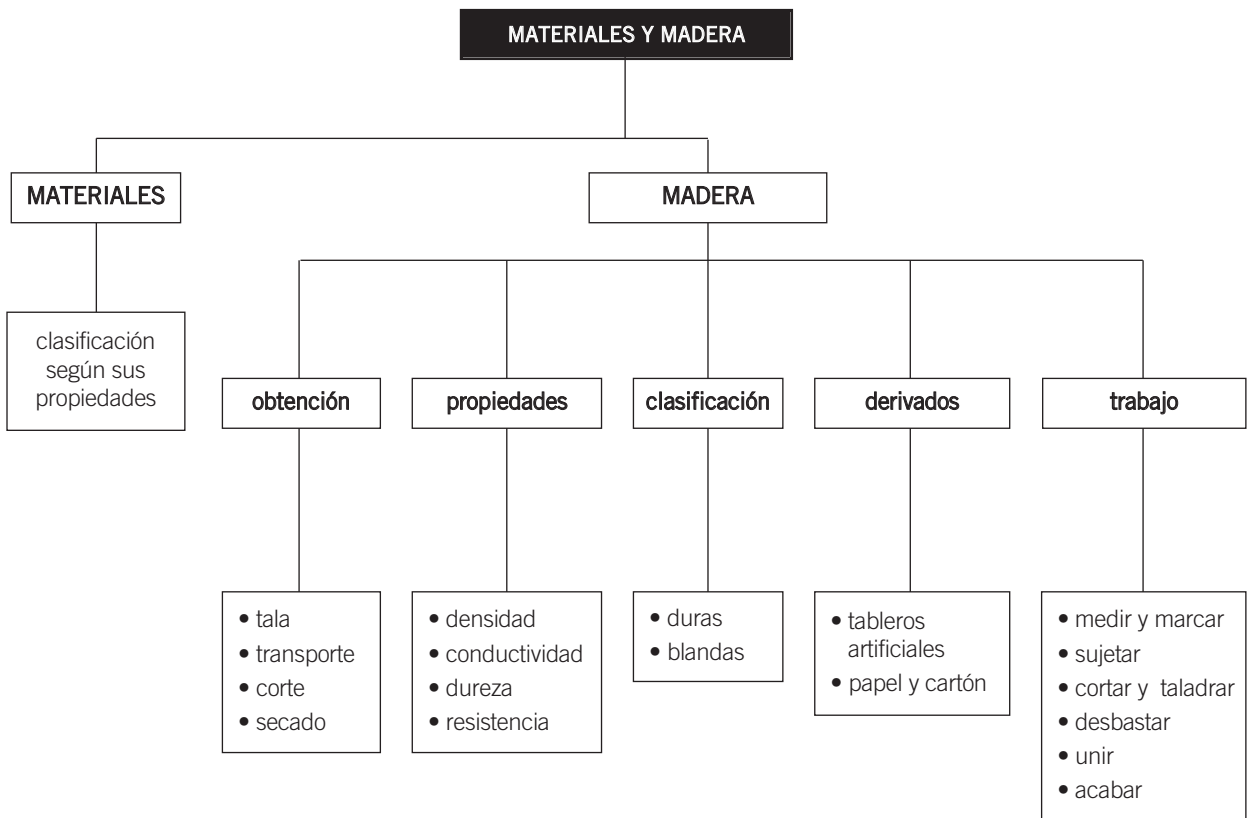 MATERIALES Y MADERA
MATERIALES
MADERA
clasificación
según sus
propiedades
obtención
propiedades
clasificación
derivados
trabajo
• tala
• transporte
• corte
• secado
• densidad
• conductividad
• dureza
• resistencia
• duras
• blandas
• tableros
artificiales
• papel y cartón
• medir y marcar
• sujetar
• cortar y taladrar
• desbastar
• unir
• acabar